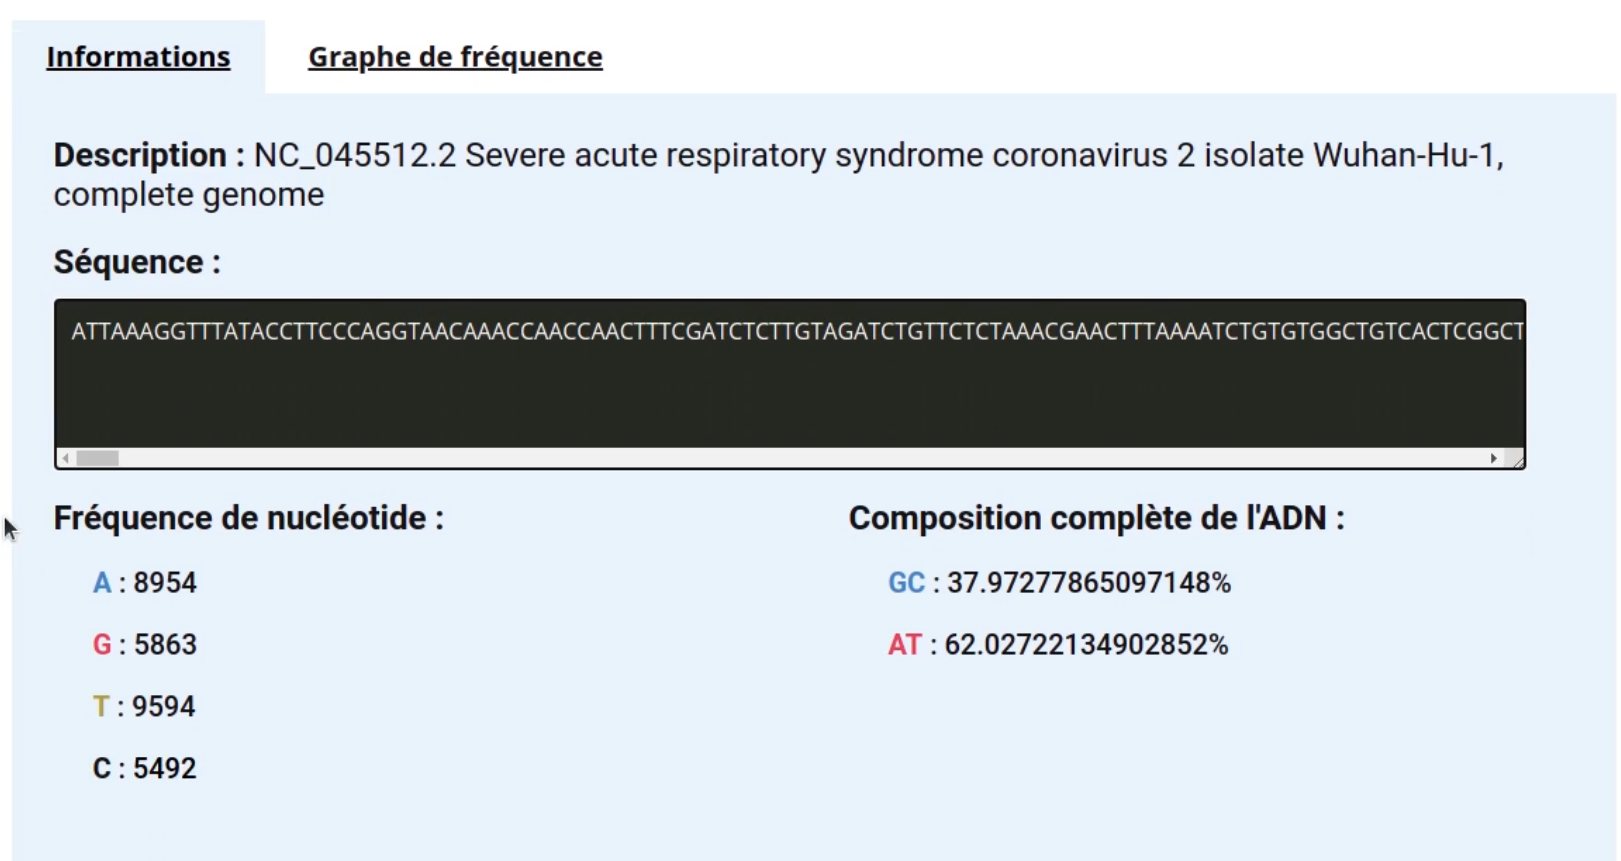 Informations Graphe de fréquence
Description : NC_045512.2 Severe acute respiratory syndrome coronavirus 2 isolate Wuhan-Hu-1,
complete genome
Séquence :
ATTAAAGGTTTATACCTTCCCAGGTAACAAACCAACCAACTTTCGATCTCTTGTAGATCTGTTCTCTAAACGAACTTTAAAATCTGTGTGGCTGTCACTCGGCT
Fréquence de nucléotide : Composition complète de l'ADN :
A : 8954 GC : 37.97277865097148%
G : 5863 AT : 62.02722134902852%
T : 9594
C : 5492